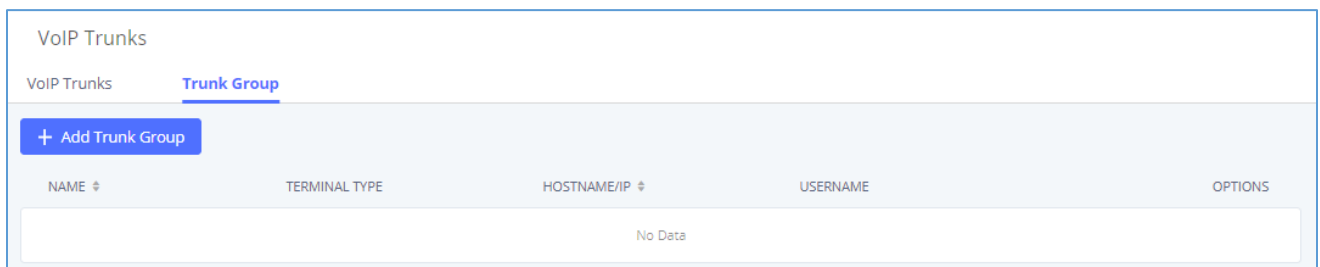 VoIP Trunks
VoIP Trunks Trunk Group
+ Add Trunk Group
NAME TERMINAL TYPE HOSTNAME/IP USERNAME OPTIONS
No Data